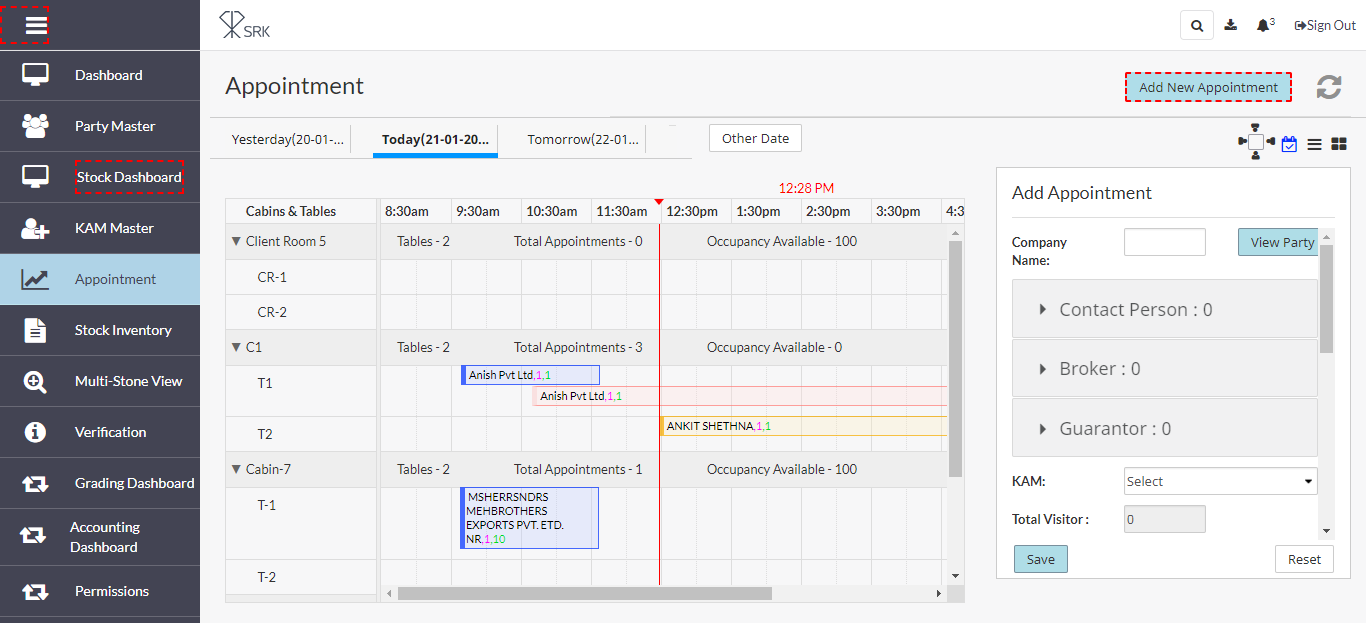 SRK
3
Sign Out
Dashboard
Party Master
Stock Dashboard
KAM Master
Appointment
Stock Inventory
Multi-Stone View
Verification
Grading Dashboard
Accounting
Dashboard
Permissions
Appointment
Add New Appointment
Yesterday(20-01-...
Today(21-01-20...
Tomorrow(22-01...
Other Date
12:28 PM
Cabins & Tables
8:30am 9:30am 10:30am 11:30am 12:30pm 1:30pm 2:30pm 3:30pm 4:3
Client Room 5 Tables - 2 Total Appointments - 0 Occupancy Available - 100
CR-1
CR-2
C1 Tables - 2 Total Appointments - 3 Occupancy Available - 0
T1
Anish Pvt Ltd,1,1
Anish Pvt Ltd,1,1
T2
ANKIT SHETHNA,1,1
Cabin-7 Tables - 2 Total Appointments - 1 Occupancy Available - 100
T-1
MSHERRSNDRS
MEHBROTHERS
EXPORTS PVT. ETD.
NR,1,10
T-2
Add Appointment
Company
Name:
View Party
Contact Person : 0
Broker : 0
Guarantor : 0
KAM:
Select
Total Visitor :
0
Save
Reset